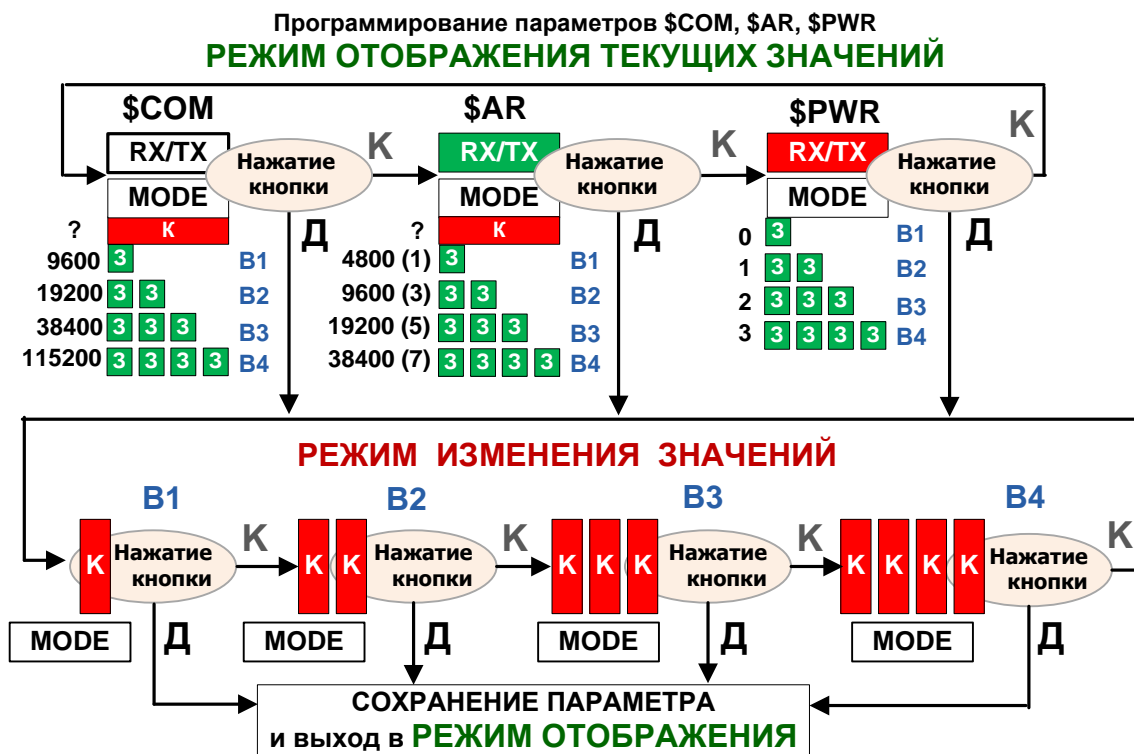 Программирование параметров $COM, $AR, $PWR
РЕЖИМ ОТОБРАЖЕНИЯ ТЕКУЩИХ ЗНАЧЕНИЙ
$COM
RX/TX
MODE
Нажатие
кнопки
К
Д
? К
9600 З B1
19200 З З B2
38400 З З З B3
115200 З З З З B4
$AR
RX/TX
MODE
Нажатие
кнопки
К
Д
? К
4800 (1) З B1
9600 (3) З З B2
19200 (5) З З З B3
38400 (7) З З З З B4
$PWR
RX/TX
MODE
Нажатие
кнопки
К
Д
0 З B1
1 З З B2
2 З З З B3
3 З З З З B4
РЕЖИМ ИЗМЕНЕНИЯ ЗНАЧЕНИЙ
B1
К
Нажатие
кнопки
К
MODE
Д
B2
К К
Нажатие
кнопки
К
MODE
Д
B3
К К К
Нажатие
кнопки
К
MODE
Д
B4
К К К К
Нажатие
кнопки
К
MODE
Д
СОХРАНЕНИЕ ПАРАМЕТРА
и выход в РЕЖИМ ОТОБРАЖЕНИЯ